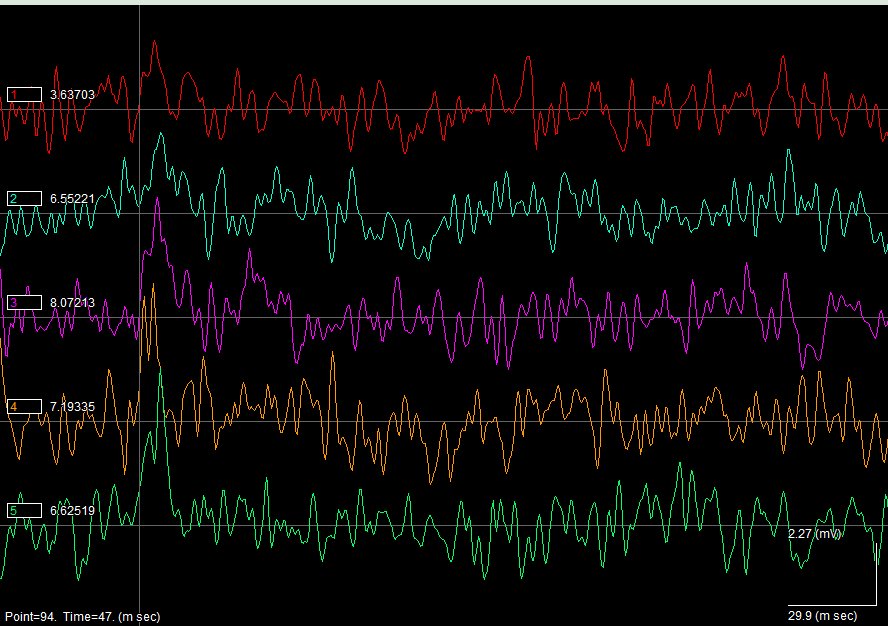 1 3.63703
2 6.55221
3 8.07213
4 7.19335
5 6.62519
2.27 (mV)
Point=94. Time=47. (m sec)
29.9 (m sec)